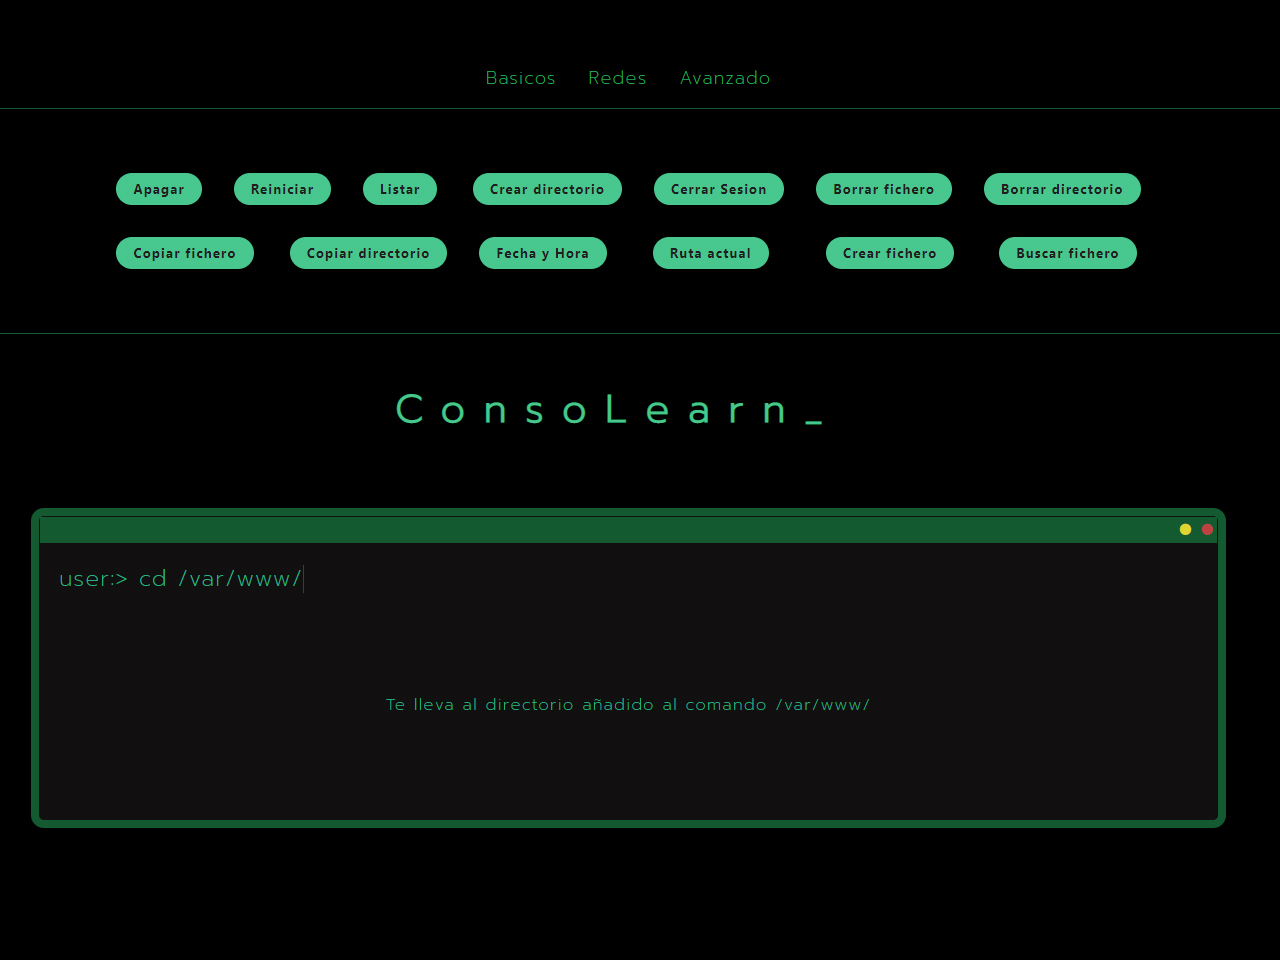 Basicos Redes Avanzado
Apagar Reiniciar Listar Crear directorio Cerrar Sesion Borrar fichero Borrar directorio
Copiar fichero Copiar directorio Fecha y Hora Ruta actual Crear fichero Buscar fichero
ConsoLearn_
user:> cd /var/www/
Te lleva al directorio añadido al comando /var/www/